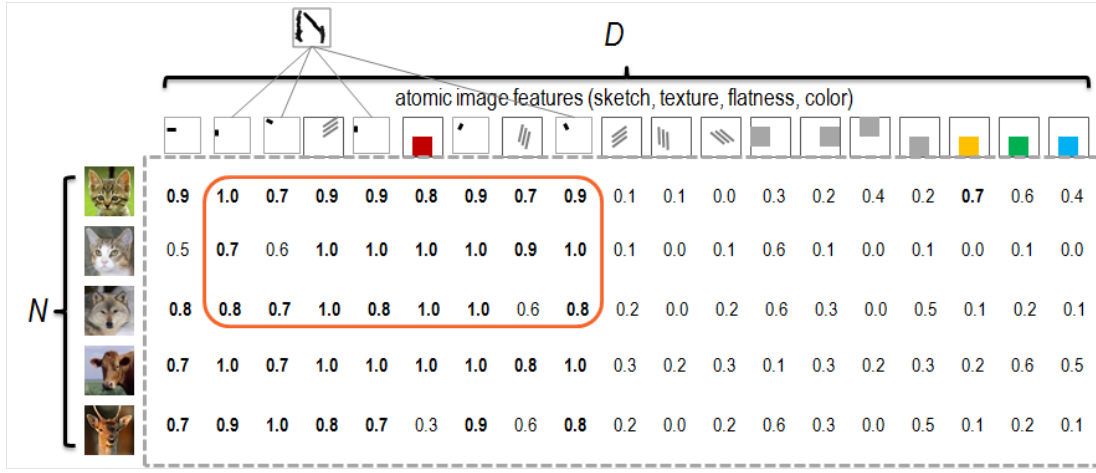 D
atomic image features (sketch, texture, flatness, color)
N
0.9 1.0 0.7 0.9 0.9 0.8 0.9 0.7 0.9 0.1 0.1 0.0 0.3 0.2 0.4 0.2 0.7 0.6 0.4
0.5 0.7 0.6 1.0 1.0 1.0 1.0 0.9 1.0 0.1 0.0 0.1 0.6 0.1 0.0 0.1 0.0 0.1 0.0
0.8 0.8 0.7 1.0 0.8 1.0 1.0 0.6 0.8 0.2 0.0 0.2 0.6 0.3 0.0 0.5 0.1 0.2 0.1
0.7 1.0 0.7 1.0 1.0 1.0 1.0 0.8 1.0 0.3 0.2 0.3 0.1 0.3 0.2 0.3 0.2 0.6 0.5
0.7 0.9 1.0 0.8 0.7 0.3 0.9 0.6 0.8 0.2 0.0 0.2 0.6 0.3 0.0 0.5 0.1 0.2 0.1